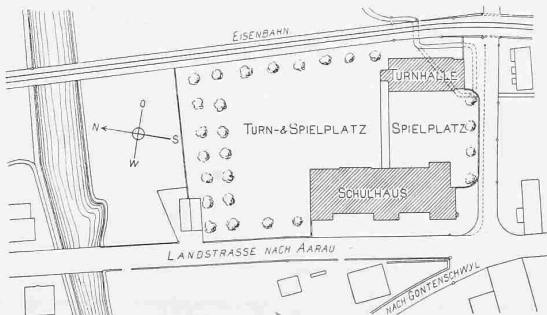 EISENBAHN
TURNHALLE
O
N
S
W
TURN-& SPIELPLATZ
SPIELPLATZ
SCHULHAUS
LANDSTRASSE NACH AARAU
NACH GONTENSCHWYL